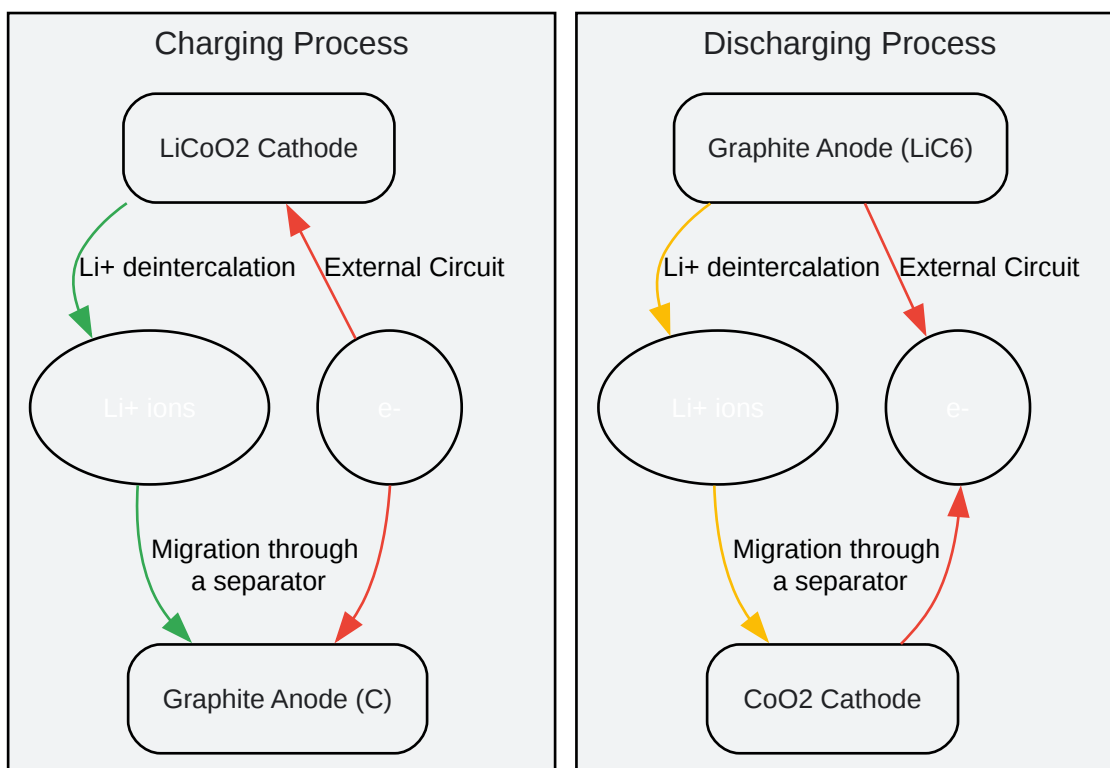 Charging Process
LiCoO2 Cathode
Li+ deintercalation
External Circuit
Li+ ions
e-
Migration through
a separator
Graphite Anode (C)
Discharging Process
Graphite Anode (LiC6)
Li+ deintercalation
External Circuit
Li+ ions
e-
Migration through
a separator
CoO2 Cathode